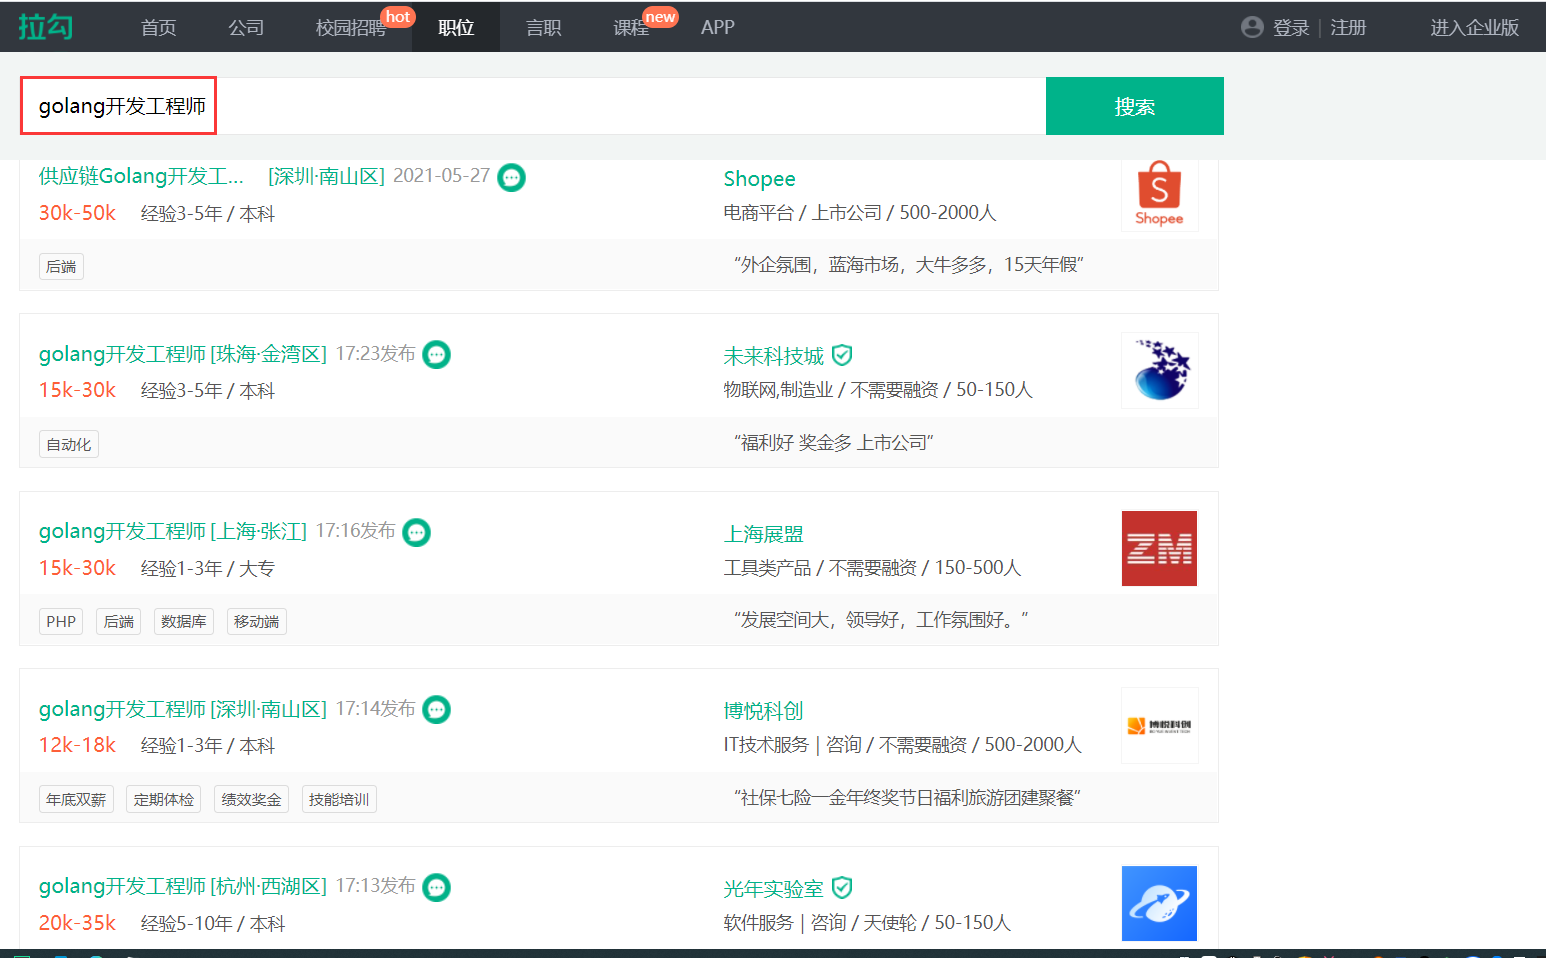 拉勾 首页 公司 校园招聘 hot 职位 言职 课程 new APP 登录 | 注册 进入企业版
golang开发工程师 搜索
供应链Golang开发工... [深圳·南山区] 2021-05-27 Shopee
30k-50k 经验3-5年 / 本科 电商平台 / 上市公司 / 500-2000人
Shopee
后端 “外企氛围，蓝海市场，大牛多多，15天年假”
golang开发工程师 [珠海·金湾区] 17:23发布 未来科技城
15k-30k 经验3-5年 / 本科 物联网,制造业 / 不需要融资 / 50-150人
自动化 “福利好 奖金多 上市公司”
golang开发工程师 [上海·张江] 17:16发布 上海展盟
ZM
15k-30k 经验1-3年 / 大专 工具类产品 / 不需要融资 / 150-500人
PHP 后端 数据库 移动端 “发展空间大，领导好，工作氛围好。”
golang开发工程师 [深圳·南山区] 17:14发布 博悦科创
博悦科创
12k-18k 经验1-3年 / 本科 IT技术服务 | 咨询 / 不需要融资 / 500-2000人
年底双薪 定期体检 绩效奖金 技能培训 “社保七险一金年终奖节日福利旅游团建聚餐”
golang开发工程师 [杭州·西湖区] 17:13发布 光年实验室
20k-35k 经验5-10年 / 本科 软件服务 | 咨询 / 天使轮 / 50-150人